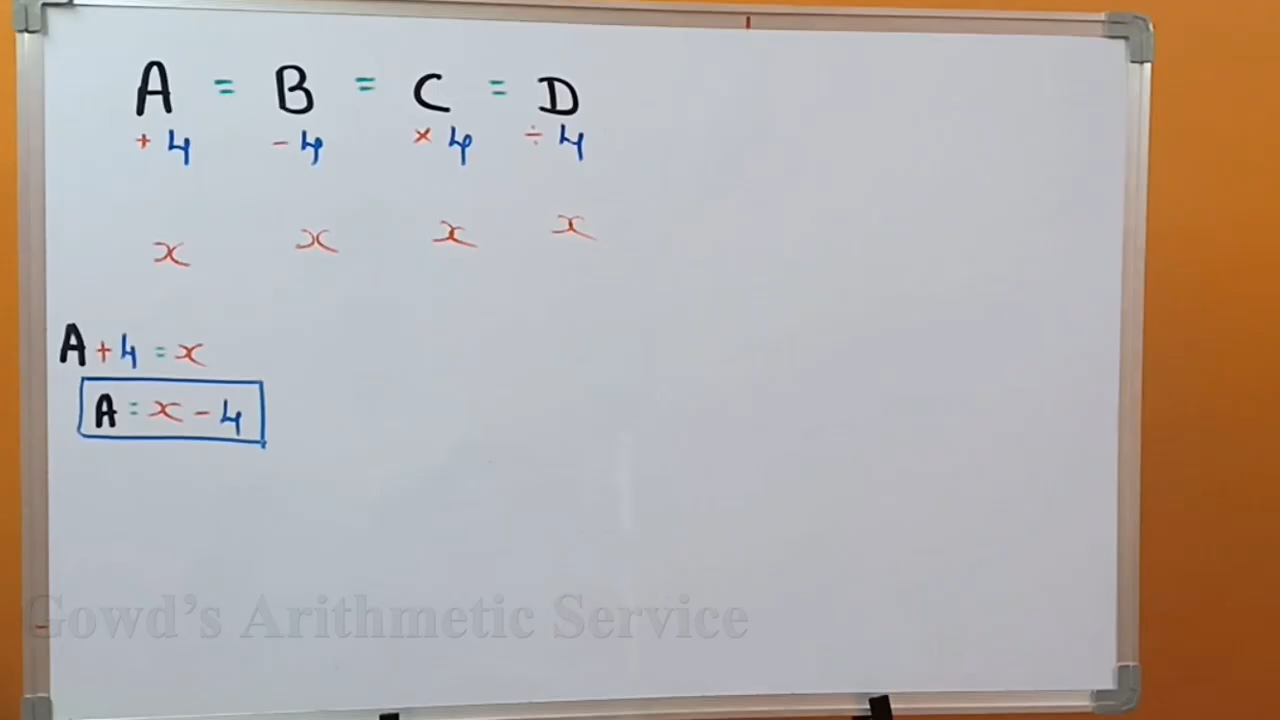 A = B = C = D
+ 4 - 4 × 4 ÷ 4
x x x x
A + 4 = x
A = x - 4
Gowd's Arithmetic Service